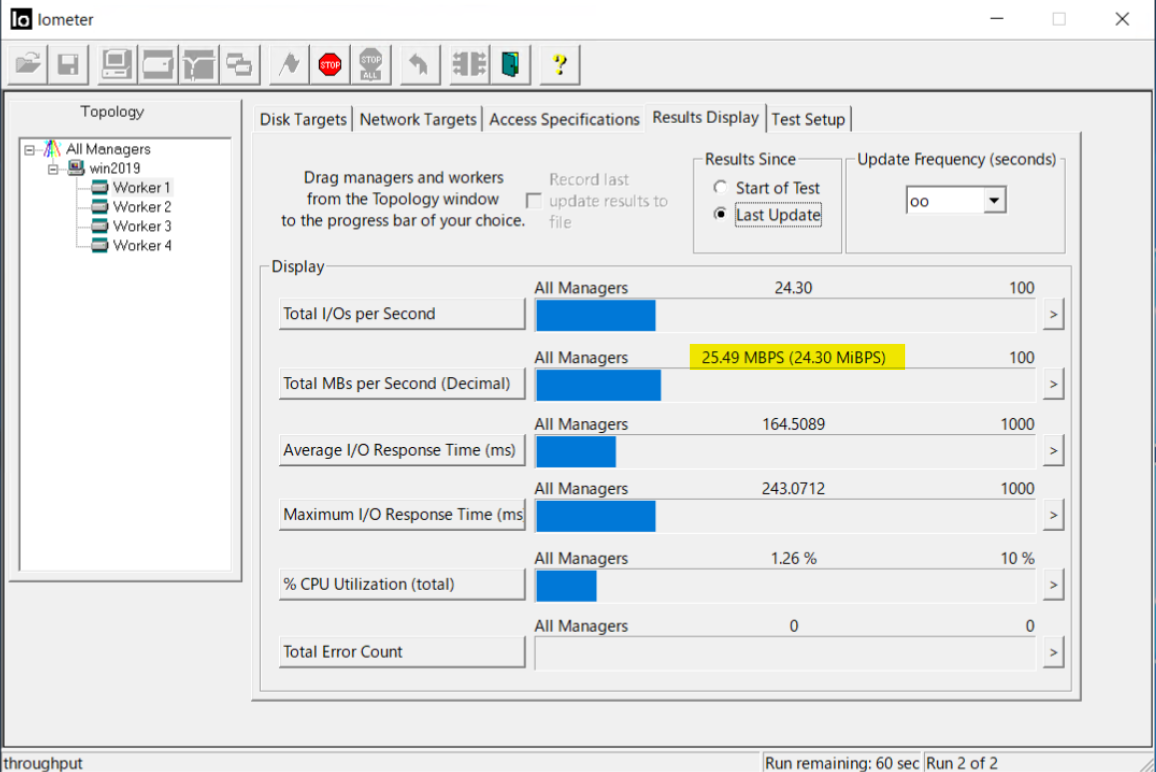 Io Iometer
STOP
STOP
ALL
?
Topology
All Managers
win2019
Worker 1
Worker 2
Worker 3
Worker 4
Disk Targets Network Targets Access Specifications Results Display Test Setup
Drag managers and workers
from the Topology window
to the progress bar of your choice.
Record last
update results to
file
Results Since
Start of Test
Last Update
Update Frequency (seconds)
oo
Display
All Managers 24.30 100
Total I/Os per Second >
All Managers 25.49 MBPS (24.30 MiBPS) 100
Total MBs per Second (Decimal) >
All Managers 164.5089 1000
Average I/O Response Time (ms) >
All Managers 243.0712 1000
Maximum I/O Response Time (ms >
All Managers 1.26 % 10 %
% CPU Utilization (total) >
All Managers 0 0
Total Error Count >
throughput Run remaining: 60 sec Run 2 of 2